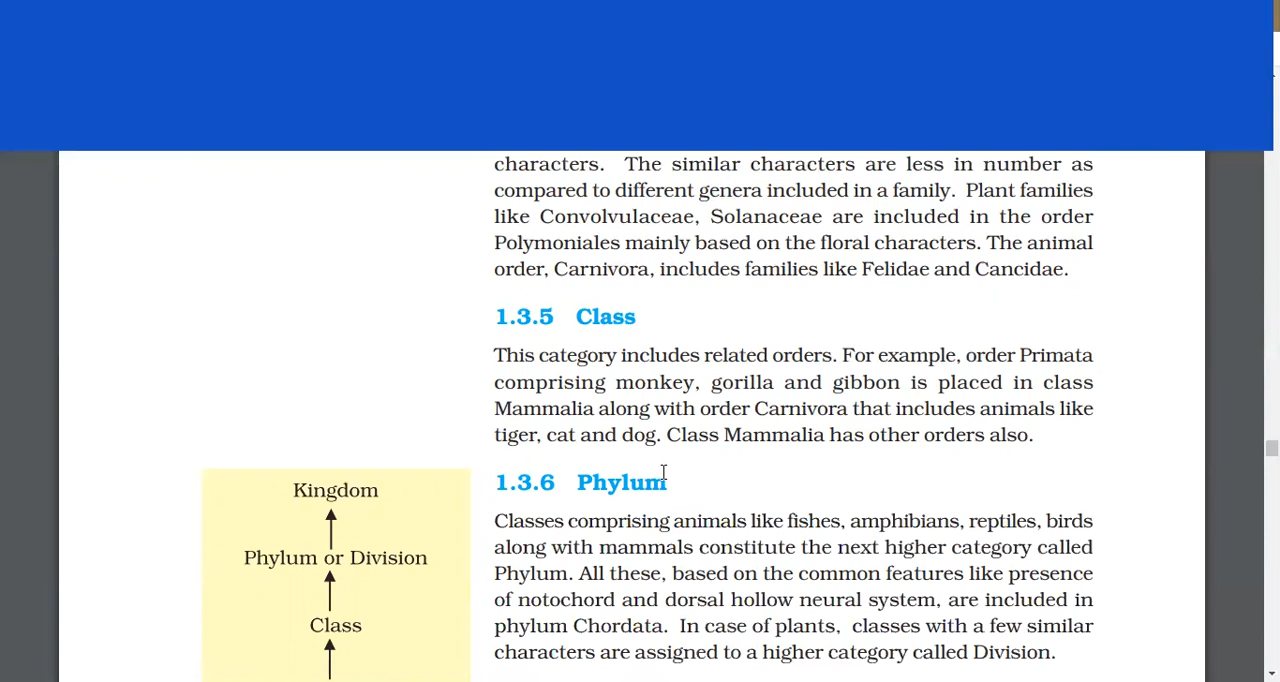 characters. The similar characters are less in number as
compared to different genera included in a family. Plant families
like Convolvulaceae, Solanaceae are included in the order
Polymoniales mainly based on the floral characters. The animal
order, Carnivora, includes families like Felidae and Cancidae.
1.3.5 Class
This category includes related orders. For example, order Primata
comprising monkey, gorilla and gibbon is placed in class
Mammalia along with order Carnivora that includes animals like
tiger, cat and dog. Class Mammalia has other orders also.
1.3.6 Phylum
Classes comprising animals like fishes, amphibians, reptiles, birds
along with mammals constitute the next higher category called
Phylum. All these, based on the common features like presence
of notochord and dorsal hollow neural system, are included in
phylum Chordata. In case of plants, classes with a few similar
characters are assigned to a higher category called Division.
Kingdom
Phylum or Division
Class